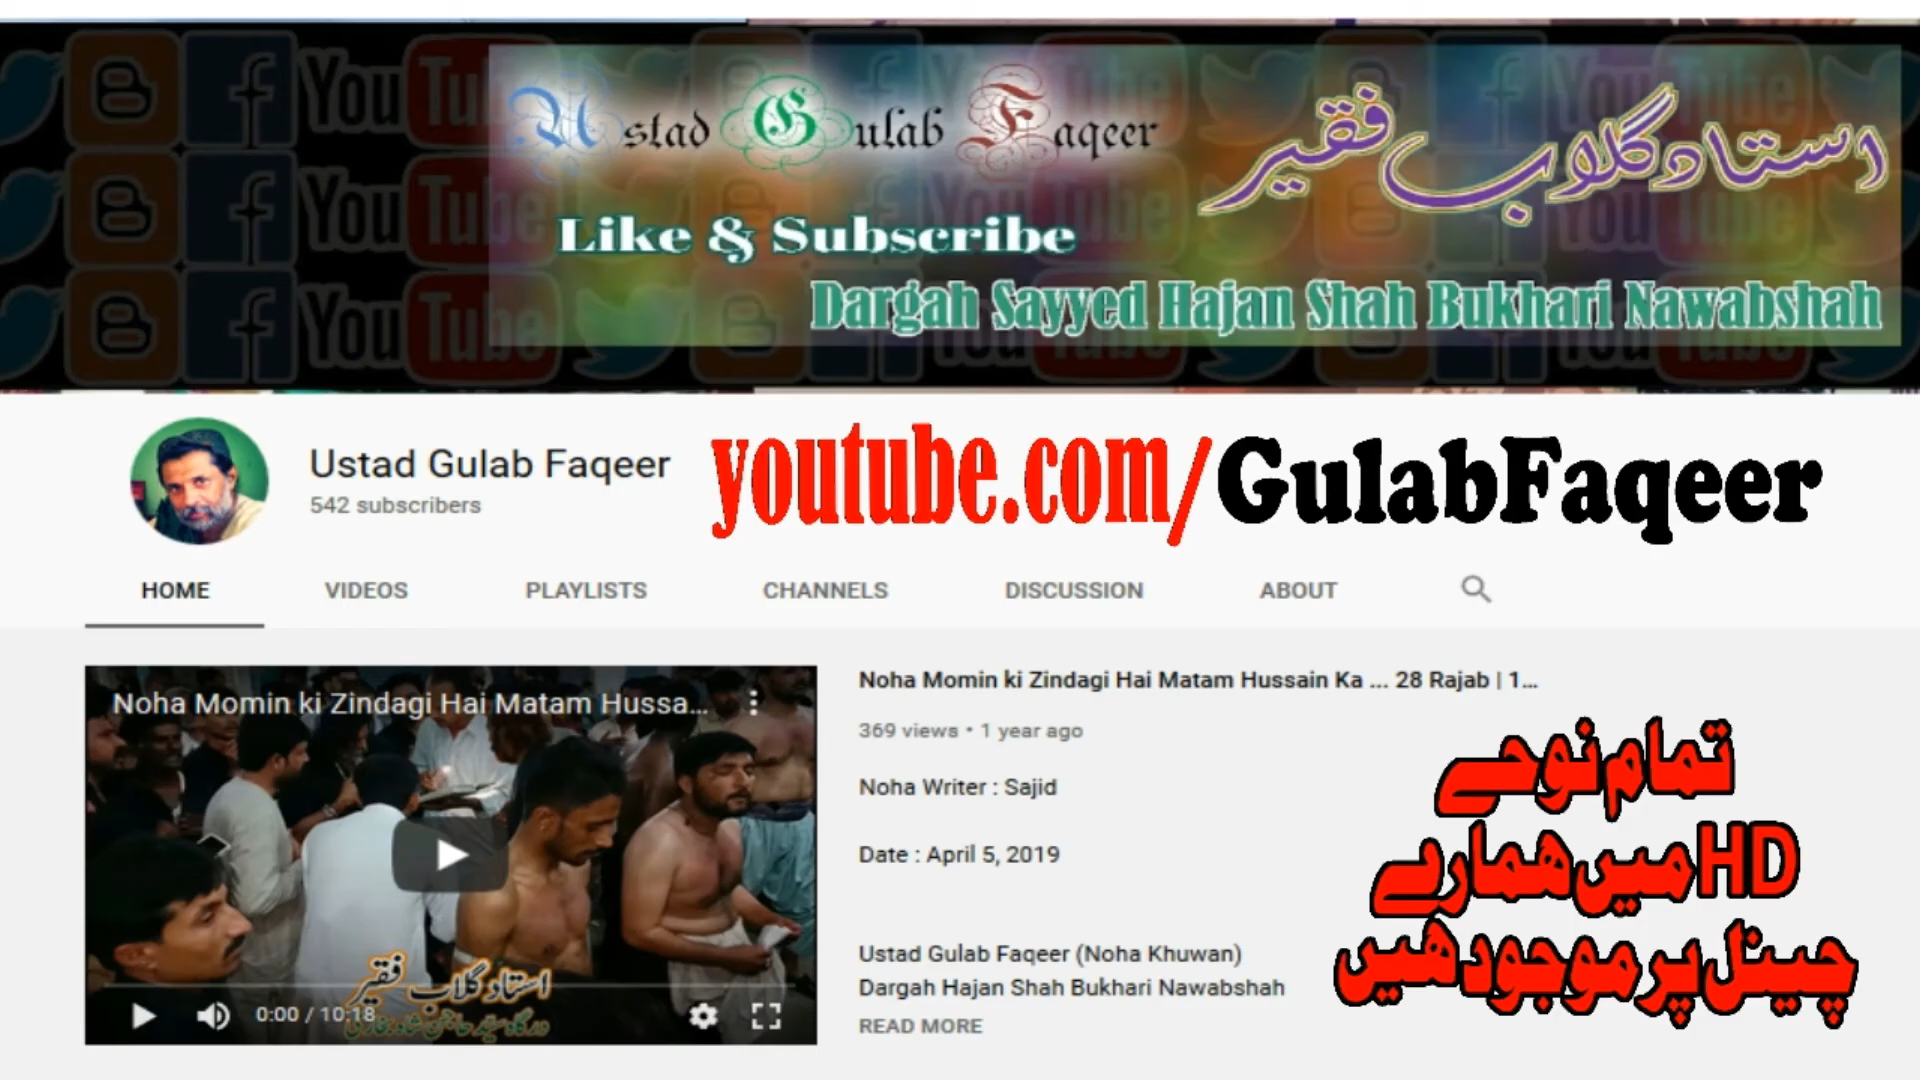 Ustad Gulab Faqeer
استاد گلاب فقیر
Like & Subscribe
Dargah Sayyed Hajan Shah Bukhari Nawabshah
Ustad Gulab Faqeer
542 subscribers
youtube.com/GulabFaqeer
HOME VIDEOS PLAYLISTS CHANNELS DISCUSSION ABOUT
Noha Momin ki Zindagi Hai Matam Hussa...
استاد گلاب فقیر
0:00 / 10:18
Noha Momin ki Zindagi Hai Matam Hussain Ka ... 28 Rajab | 1...
369 views • 1 year ago
Noha Writer : Sajid
Date : April 5, 2019
Ustad Gulab Faqeer (Noha Khuwan)
Dargah Hajan Shah Bukhari Nawabshah
READ MORE
تمام نوحے
HD میں ھمارے
چینل پر موجود ھیں